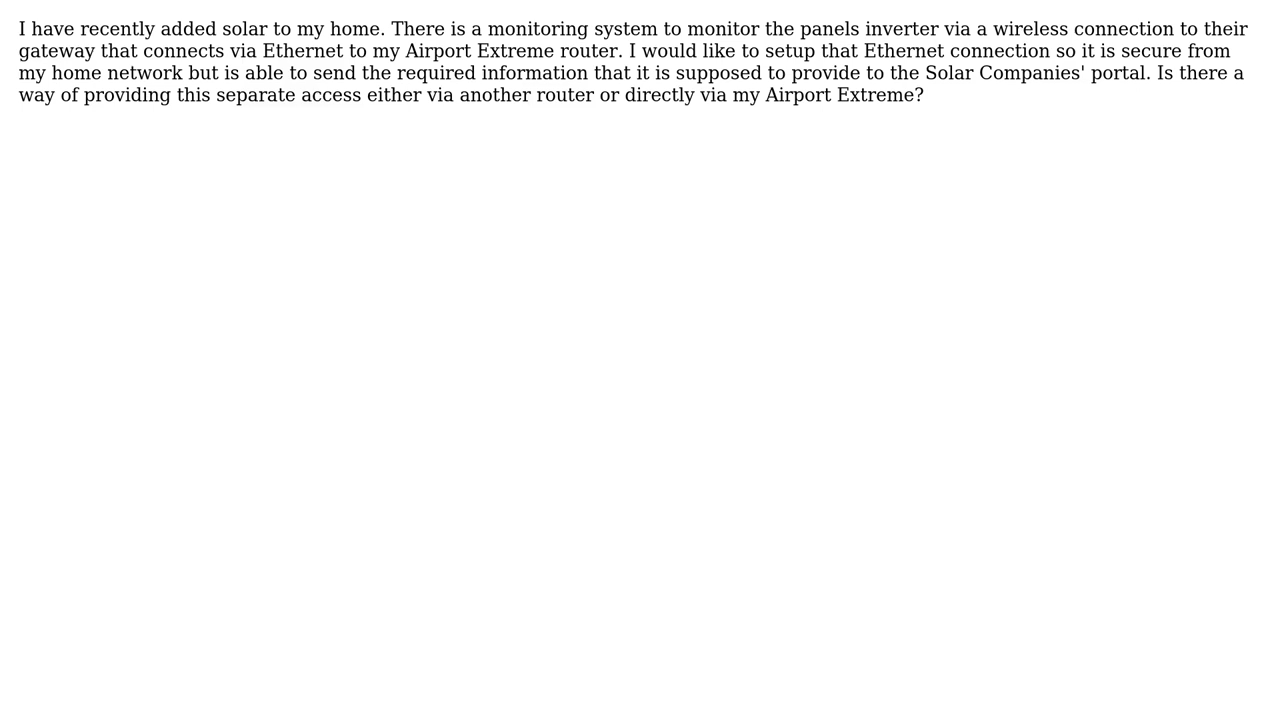 I have recently added solar to my home. There is a monitoring system to monitor the panels inverter via a wireless connection to their
gateway that connects via Ethernet to my Airport Extreme router. I would like to setup that Ethernet connection so it is secure from
my home network but is able to send the required information that it is supposed to provide to the Solar Companies' portal. Is there a
way of providing this separate access either via another router or directly via my Airport Extreme?